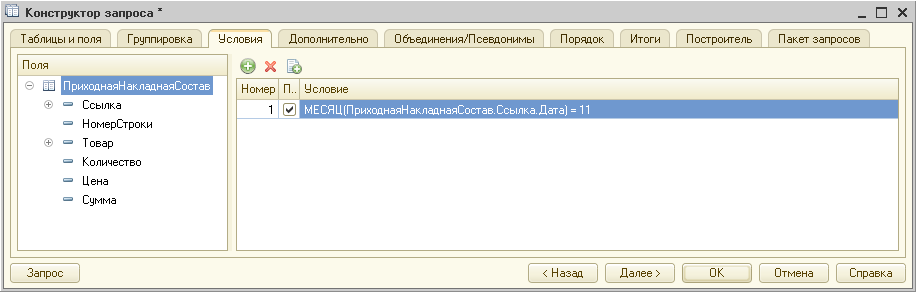 Конструктор запроса *
Таблицы и поля Группировка Условия Дополнительно Объединения/Псевдонимы Порядок Итоги Построитель Пакет запросов
Поля
ПриходнаяНакладнаяСостав
Ссылка
НомерСтроки
Товар
Количество
Цена
Сумма
Номер П.. Условие
1 МЕСЯЦ(ПриходнаяНакладнаяСостав.Ссылка.Дата) = 11
Запрос < Назад Далее > ОК Отмена Справка